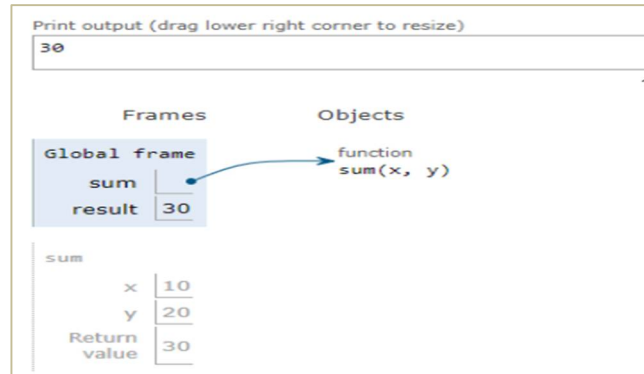 Print output (drag lower right corner to resize)
30
Frames Objects
Global frame
function
sum
sum(x, y)
result 30
sum
x 10
y 20
Return
value 30